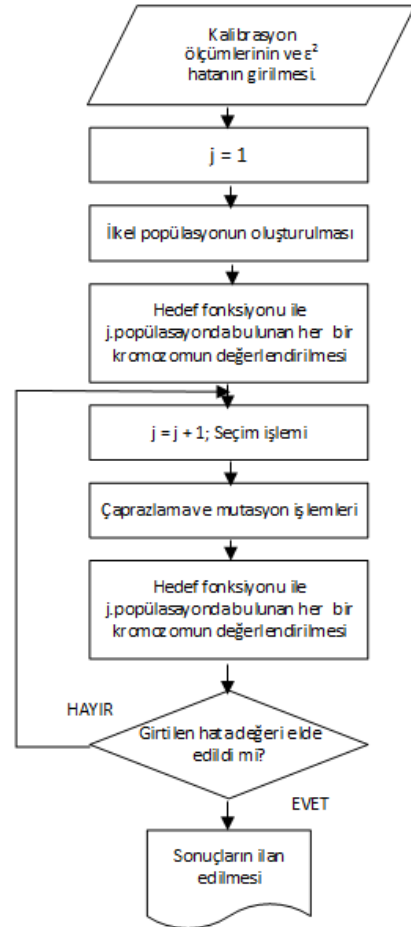 Kalibrasyon
ölçümlerinin ve ε²
hatanın girilmesi.
j = 1
İlkel popülasyonun oluşturulması
Hedef fonksiyonu ile
j.popülasayonda bulunan her bir
kromozomun değerlendirilmesi
j = j + 1; Seçim işlemi
Çaprazlama ve mutasyon işlemleri
Hedef fonksiyonu ile
j.popülasayonda bulunan her bir
kromozomun değerlendirilmesi
HAYIR
Girtilen hata değeri elde
edildi mi?
EVET
Sonuçların ilan
edilmesi